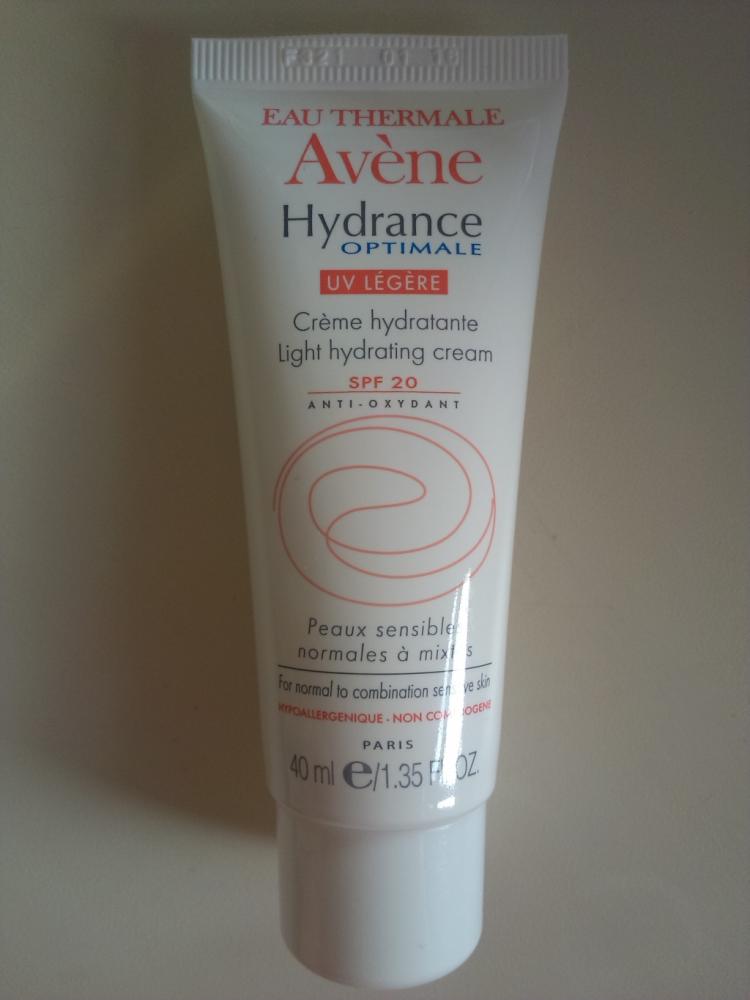 EAU THERMALE
Avène
Hydrance
OPTIMALE
UV LÉGÈRE
Crème hydratante
Light hydrating cream
SPF 20
ANTI-OXYDANT
Peaux sensibles
normales à mixtes
For normal to combination sensitive skin
HYPOALLERGENIQUE - NON COMEDOGENE
PARIS
40 ml e/1.35 FL.OZ.